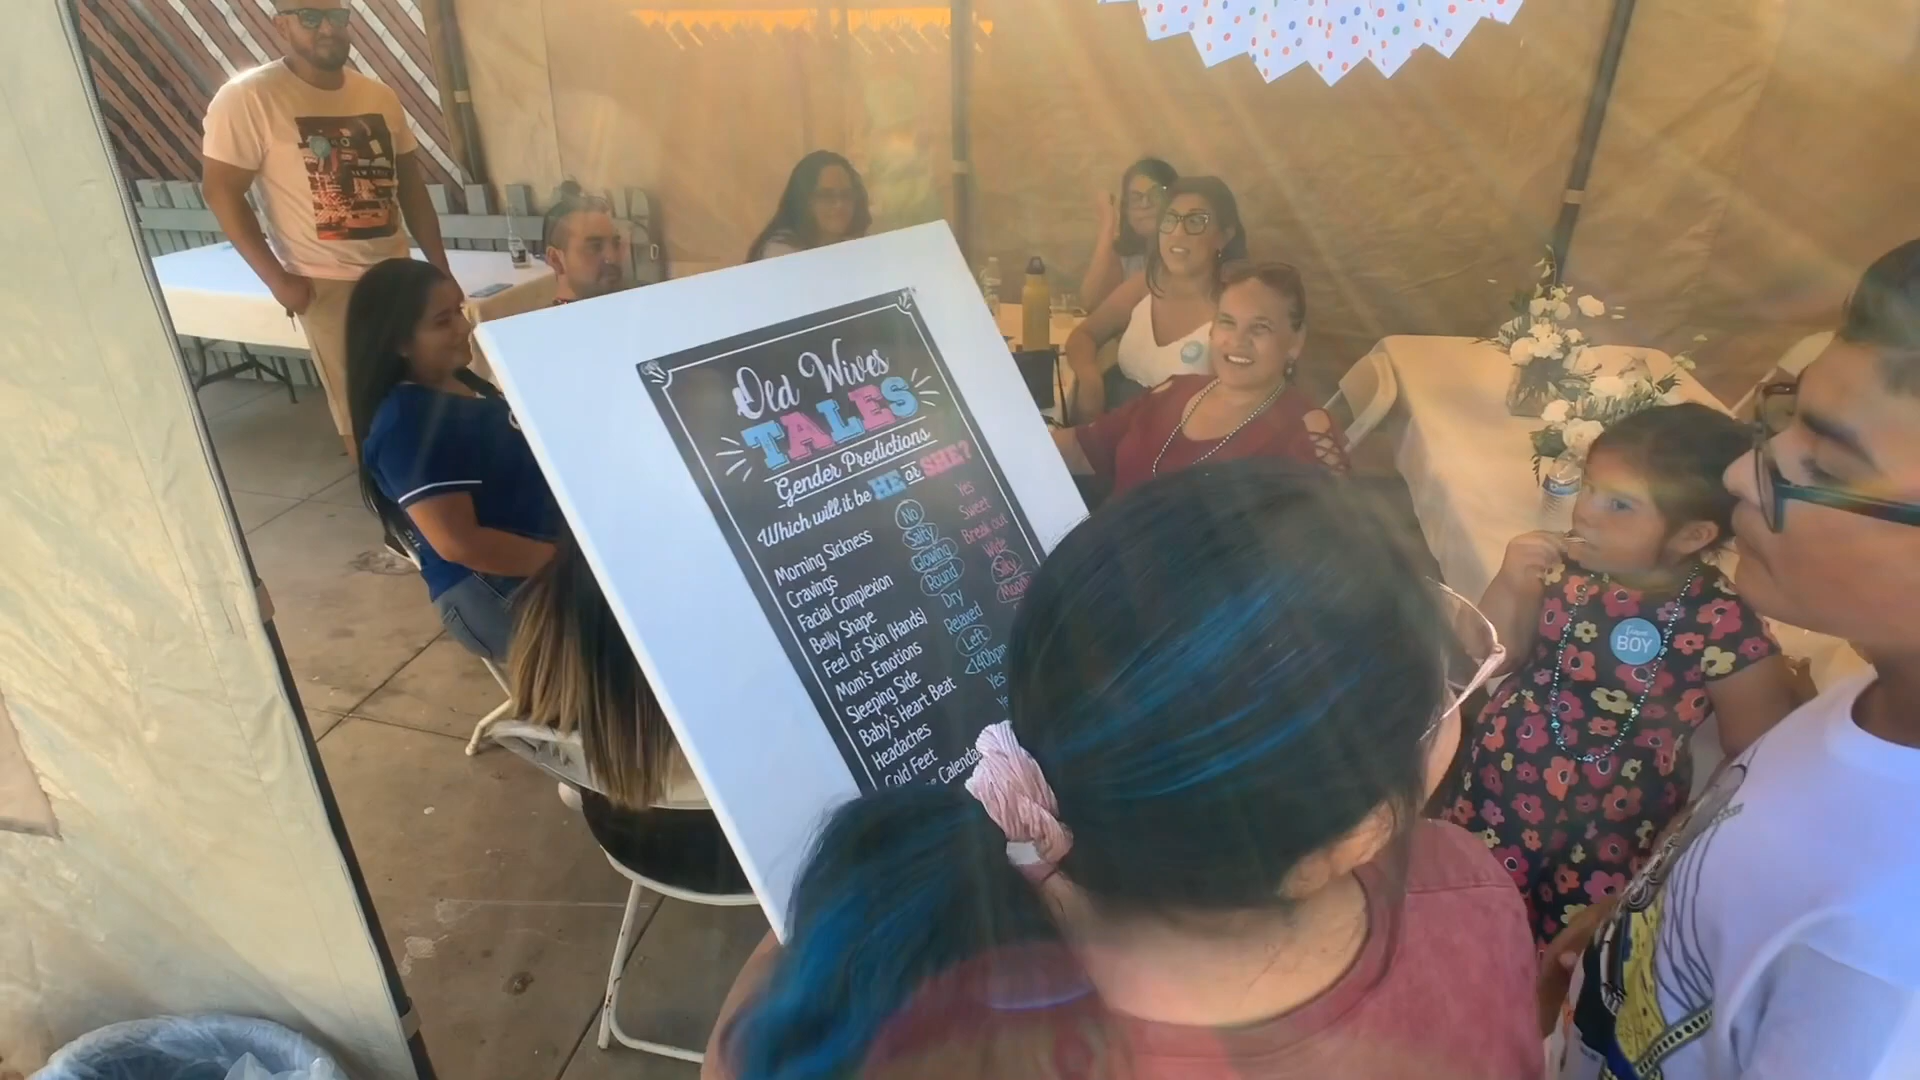 Old Wives
TALES
Gender Predictions
Which will it be HE or SHE?
Morning Sickness No Yes
Cravings Salty Sweet
Facial Complexion Glowing Break out
Belly Shape Round Wide
Feel of Skin (Hands) Dry Silky
Mom's Emotions Relaxed
Sleeping Side Left
Baby's Heart Beat <140bpm
Headaches Yes
Cold Feet
BOY